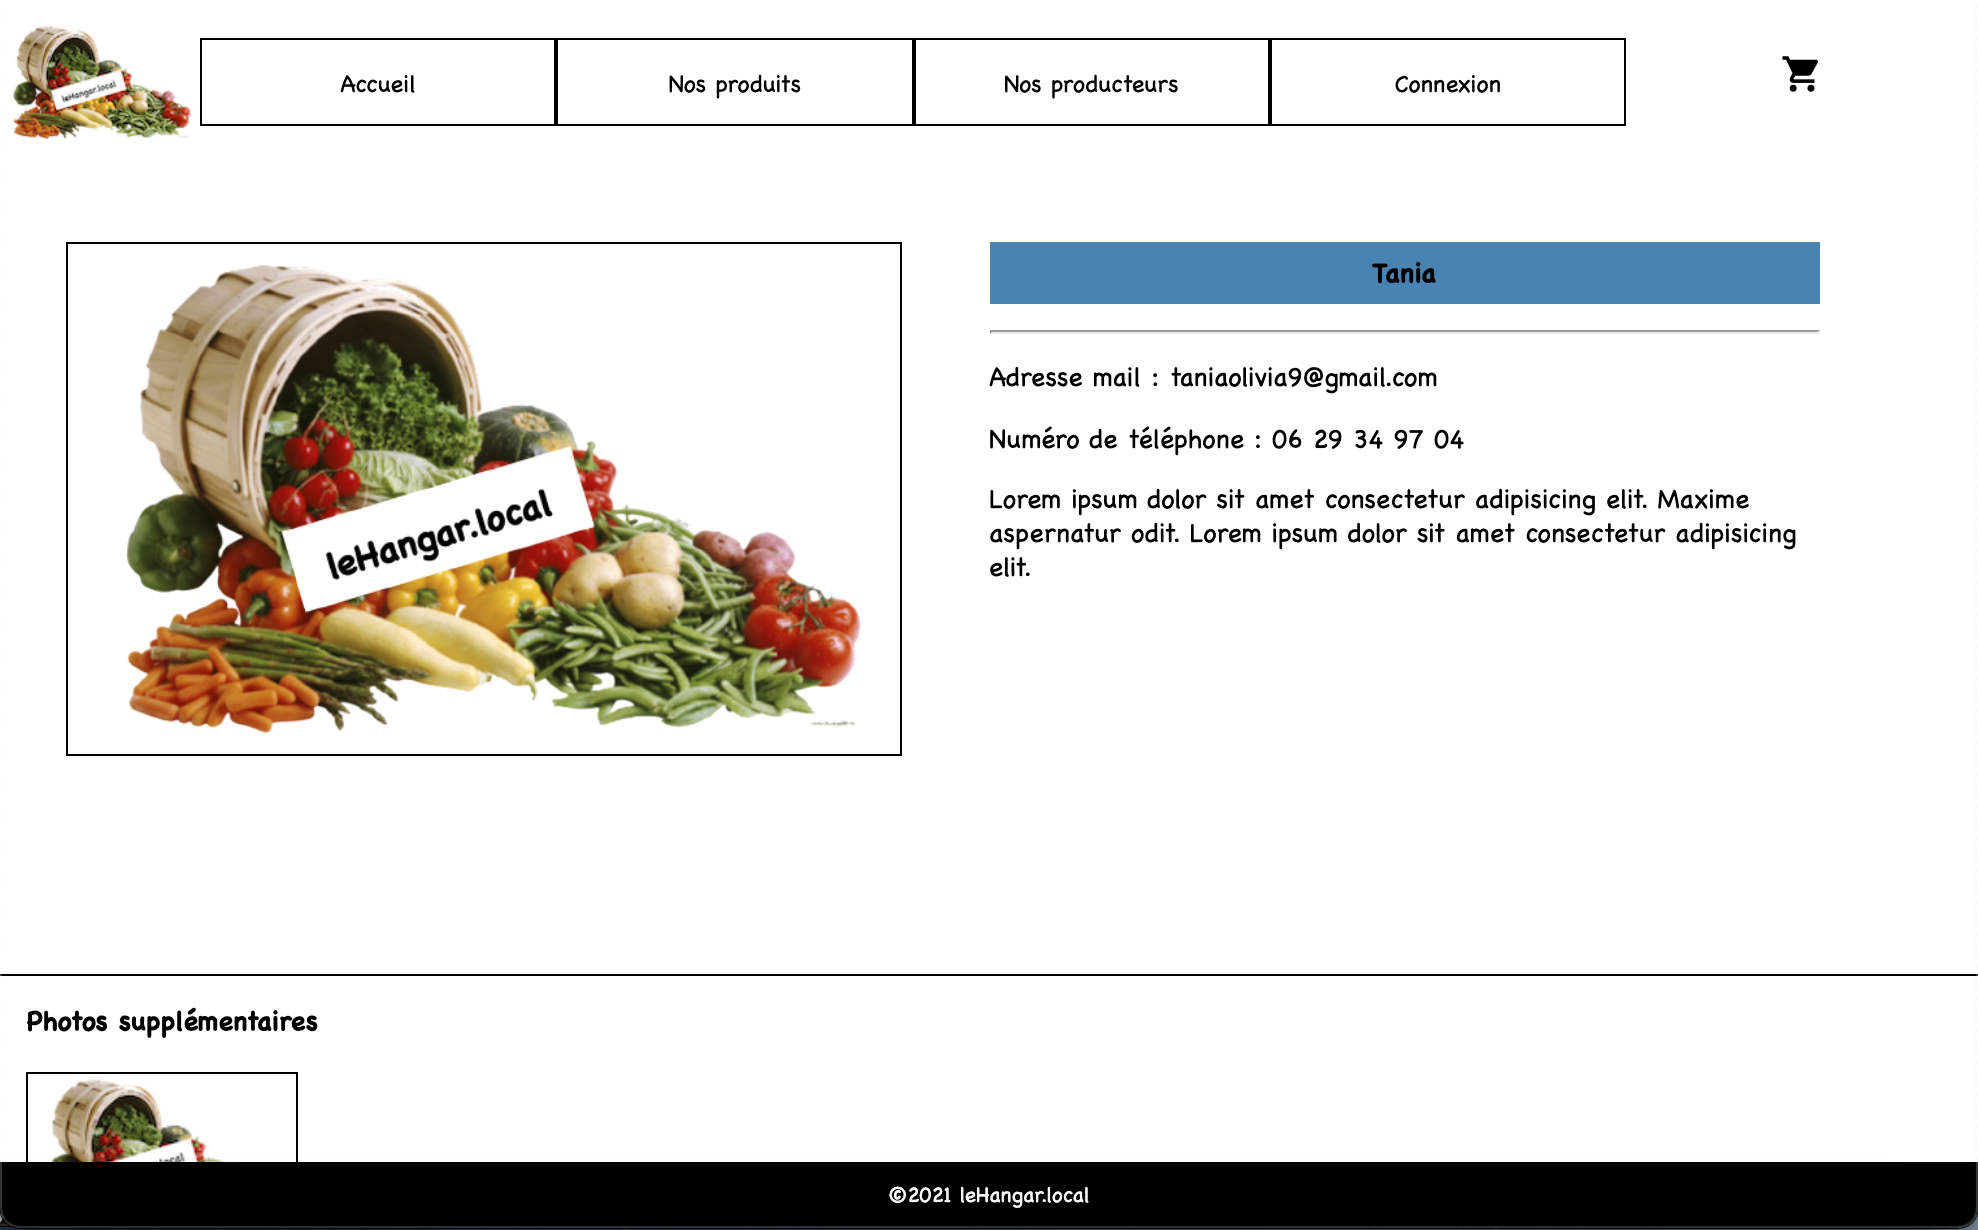 leHangar.local
Accueil
Nos produits
Nos producteurs
Connexion
leHangar.local
Tania
Adresse mail : taniaolivia9@gmail.com
Numéro de téléphone : 06 29 34 97 04
Lorem ipsum dolor sit amet consectetur adipisicing elit. Maxime
aspernatur odit. Lorem ipsum dolor sit amet consectetur adipisicing
elit.
Photos supplémentaires
©2021 leHangar.local